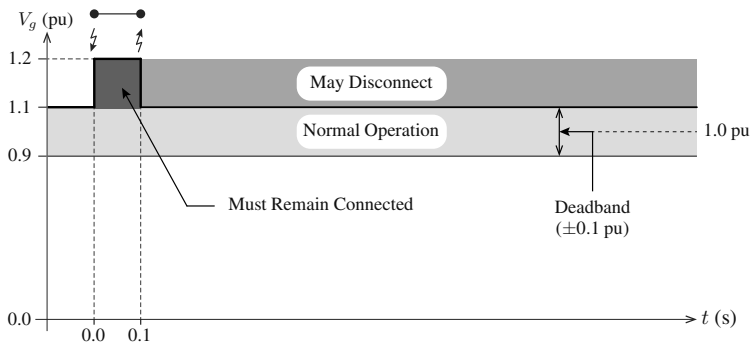 V_g (pu)
1.2
May Disconnect
1.1
Normal Operation
1.0 pu
0.9
Must Remain Connected
Deadband
(±0.1 pu)
0.0
t (s)
0.0
0.1